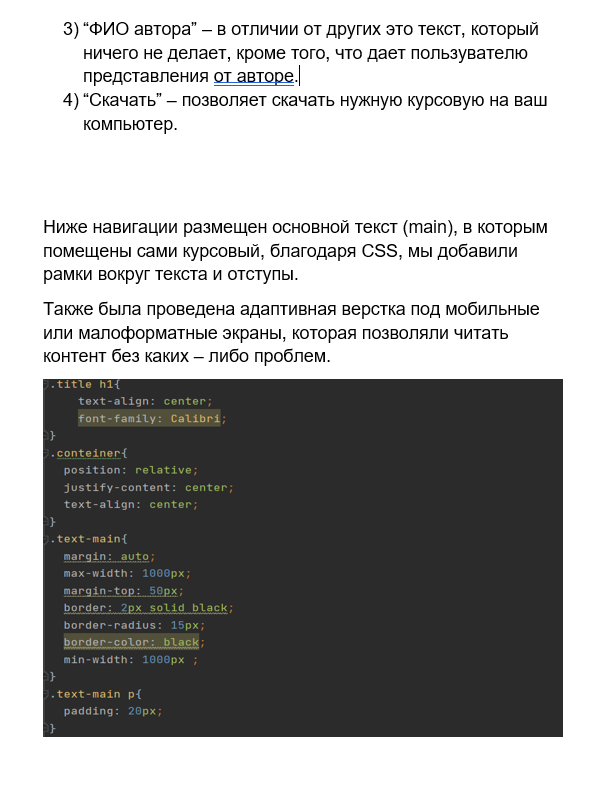 3) “ФИО автора” – в отличии от других это текст, который
ничего не делает, кроме того, что дает пользувателю
представления от авторе.
4) “Скачать” – позволяет скачать нужную курсовую на ваш
компьютер.
Ниже навигации размещен основной текст (main), в которым
помещены сами курсовый, благодаря CSS, мы добавили
рамки вокруг текста и отступы.
Также была проведена адаптивная верстка под мобильные
или малоформатные экраны, которая позволяли читать
контент без каких – либо проблем.
.title h1{
text-align: center;
font-family: Calibri;
}
.conteiner{
position: relative;
justify-content: center;
text-align: center;
}
.text-main{
margin: auto;
max-width: 1000px;
margin-top: 50px;
border: 2px solid black;
border-radius: 15px;
border-color: black;
min-width: 1000px ;
}
.text-main p{
padding: 20px;
}